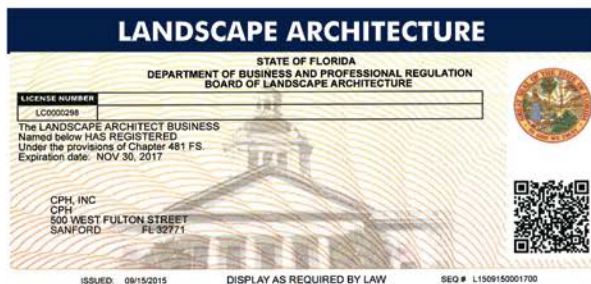 LANDSCAPE ARCHITECTURE
STATE OF FLORIDA
DEPARTMENT OF BUSINESS AND PROFESSIONAL REGULATION
BOARD OF LANDSCAPE ARCHITECTURE
LICENSE NUMBER
LC0000298
The LANDSCAPE ARCHITECT BUSINESS
Named below HAS REGISTERED
Under the provisions of Chapter 481 FS.
Expiration date: NOV 30, 2017
CPH, INC
CPH
500 WEST FULTON STREET
SANFORD FL 32771
ISSUED: 09/15/2015 DISPLAY AS REQUIRED BY LAW SEQ # L1509150001700